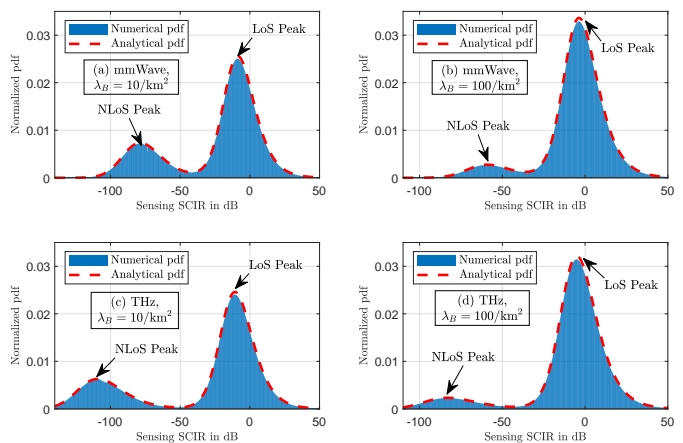 Normalized pdf
0.03
0.02
0.01
0
Numerical pdf
Analytical pdf
LoS Peak
(a) mmWave,
λ_B = 10/km²
NLoS Peak
-100
-50
0
50
Sensing SCIR in dB
Normalized pdf
0.03
0.02
0.01
0
Numerical pdf
Analytical pdf
LoS Peak
(b) mmWave,
λ_B = 100/km²
NLoS Peak
-100
-50
0
50
Sensing SCIR in dB
Normalized pdf
0.03
0.02
0.01
0
Numerical pdf
Analytical pdf
LoS Peak
(c) THz,
λ_B = 10/km²
NLoS Peak
-100
-50
0
50
Sensing SCIR in dB
Normalized pdf
0.03
0.02
0.01
0
Numerical pdf
Analytical pdf
LoS Peak
(d) THz,
λ_B = 100/km²
NLoS Peak
-100
-50
0
50
Sensing SCIR in dB